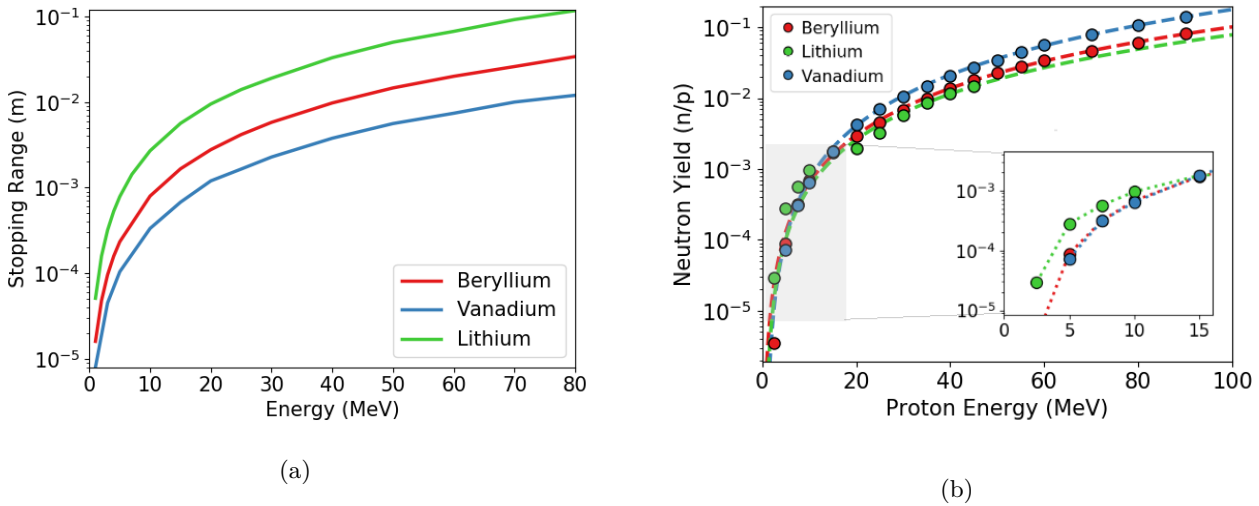 10⁻¹
10⁻²
10⁻³
10⁻⁴
10⁻⁵
Stopping Range (m)
Beryllium
Vanadium
Lithium
0 10 20 30 40 50 60 70 80
Energy (MeV)
(a)
10⁻¹
10⁻²
10⁻³
10⁻⁴
10⁻⁵
Neutron Yield (n/p)
Beryllium
Lithium
Vanadium
10⁻³
10⁻⁴
10⁻⁵
0 5 10 15
0 20 40 60 80 100
Proton Energy (MeV)
(b)